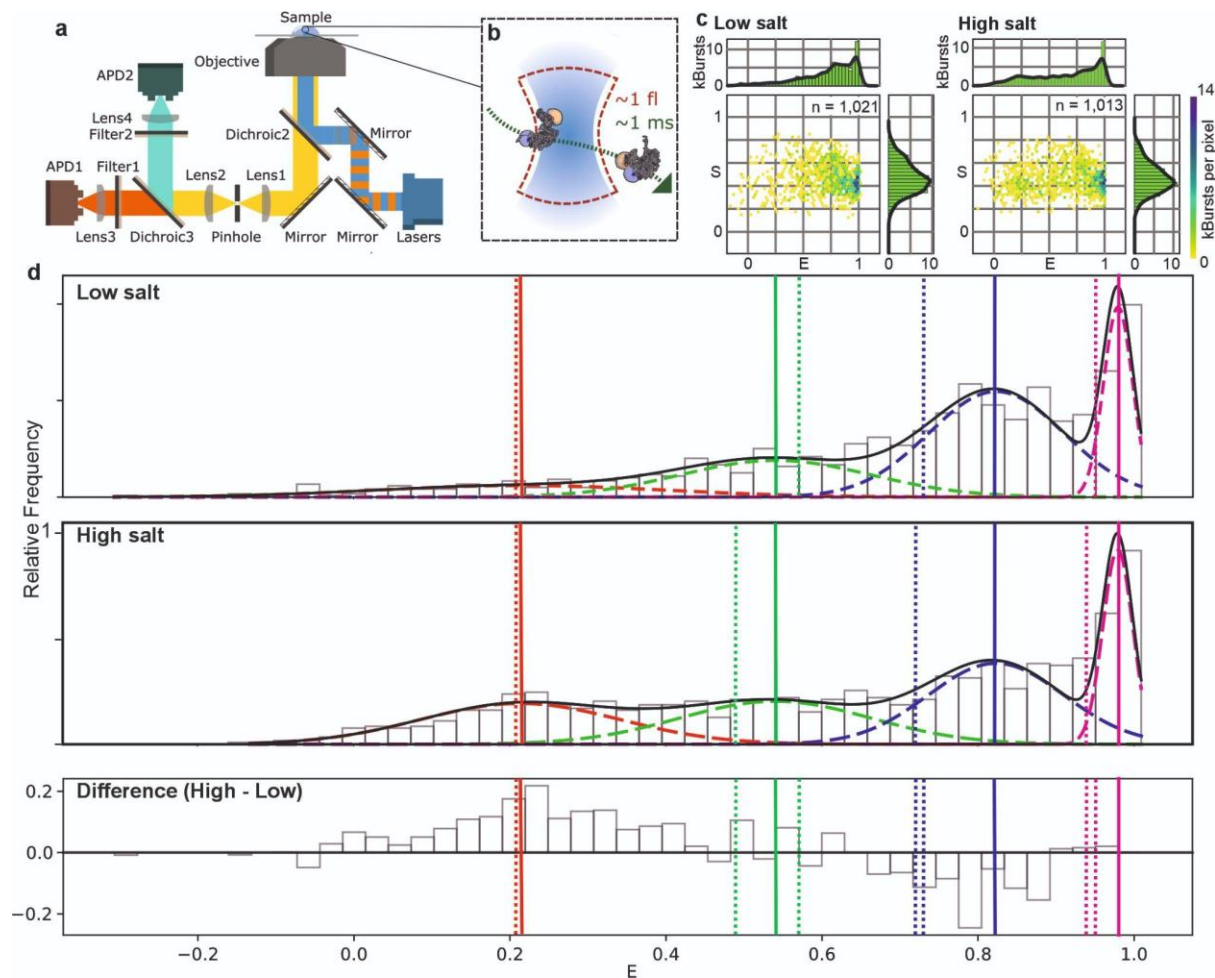 a
Sample
Objective
APD2
Lens4
Filter2
Dichroic2
Mirror
APD1
Filter1
Lens2
Lens1
Lens3
Dichroic3
Pinhole
Mirror
Mirror
Lasers
b
~1 fl
~1 ms
c
Low salt
kBursts
10
5
0
n = 1,021
1
S
0
0
E
1
0
10
High salt
10
5
0
n = 1,013
1
S
0
0
E
1
0
10
14
kBursts per pixel
0
d
Low salt
High salt
1
Relative Frequency
Difference (High - Low)
0.2
0.0
−0.2
−0.2
0.0
0.2
0.4
0.6
0.8
1.0
E